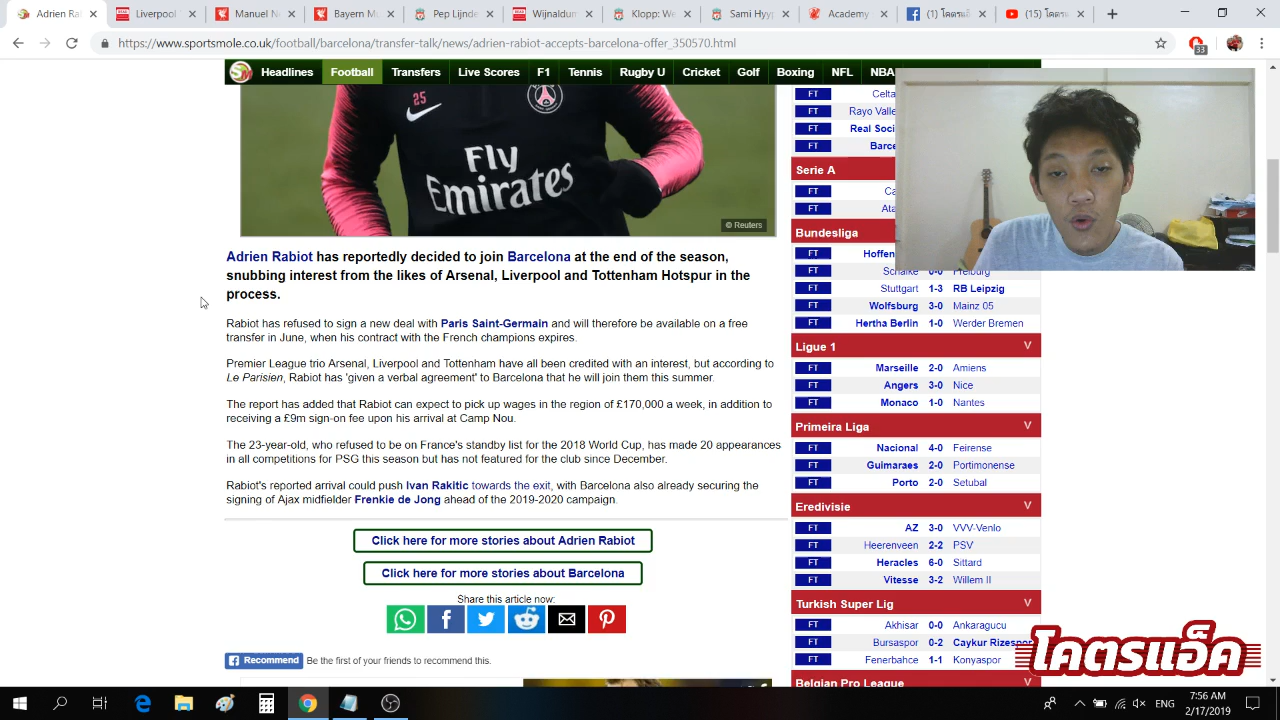 Adrien Ra
Liverpool
Manuel Ne
Bayern Mu
Pep Linde
Wijnaldum
Klopp: We
Sami Hyy
Academy
(1) โคตรแอ๊
(15) โคตรแ
https://www.sportsmole.co.uk/football/barcelona/transfer-talk/news/adrien-rabiot-accepts-barcelona-offer_350570.html
33
SM Headlines Football Transfers Live Scores F1 Tennis Rugby U Cricket Golf Boxing NFL NBA
25
Fly
Emirates
© Reuters
Adrien Rabiot has reportedly decided to join Barcelona at the end of the season,
snubbing interest from the likes of Arsenal, Liverpool and Tottenham Hotspur in the
process.
Rabiot has refused to sign a new deal with Paris Saint-Germain and will therefore be available on a free
transfer in June, when his contract with the French champions expires.
Premier League trio Arsenal, Liverpool and Tottenham have all been credited with an interest, but according to
Le Parisien, Rabiot has 'given a verbal agreement' to Barcelona that he will join them this summer.
The report has added that Rabiot can expect to pick up wages in the region of £170,000 a week, in addition to
receiving a £9m sign-on fee upon his arrival at Camp Nou.
The 23-year-old, who refused to be on France's standby list for the 2018 World Cup, has made 20 appearances
in all competitions for PSG this season but has not featured for the club since December.
Rabiot's reported arrival could push Ivan Rakitic towards the exit, with Barcelona also already securing the
signing of Ajax midfielder Frenkie de Jong ahead of the 2019-2020 campaign.
Click here for more stories about Adrien Rabiot
Click here for more stories about Barcelona
Share this article now:
Recommend Be the first of your friends to recommend this.
FT Celta
FT Rayo Valle
FT Real Soci
FT Barce
Serie A
FT Ca
FT Ata
Bundesliga
FT Hoffen
FT Schalke 0-0 Freiburg
FT Stuttgart 1-3 RB Leipzig
FT Wolfsburg 3-0 Mainz 05
FT Hertha Berlin 1-0 Werder Bremen
Ligue 1 V
FT Marseille 2-0 Amiens
FT Angers 3-0 Nice
FT Monaco 1-0 Nantes
Primeira Liga V
FT Nacional 4-0 Feirense
FT Guimaraes 2-0 Portimonense
FT Porto 2-0 Setubal
Eredivisie V
FT AZ 3-0 VVV-Venlo
FT Heerenveen 2-2 PSV
FT Heracles 6-0 Sittard
FT Vitesse 3-2 Willem II
Turkish Super Lig V
FT Akhisar 0-0 Ankaragucu
FT Bursaspor 0-2 Caykur Rizespor
FT Fenerbahce 1-1 Konyaspor
Belgian Pro League V
โคตรแอ๊ค
ENG
7:56 AM
2/17/2019